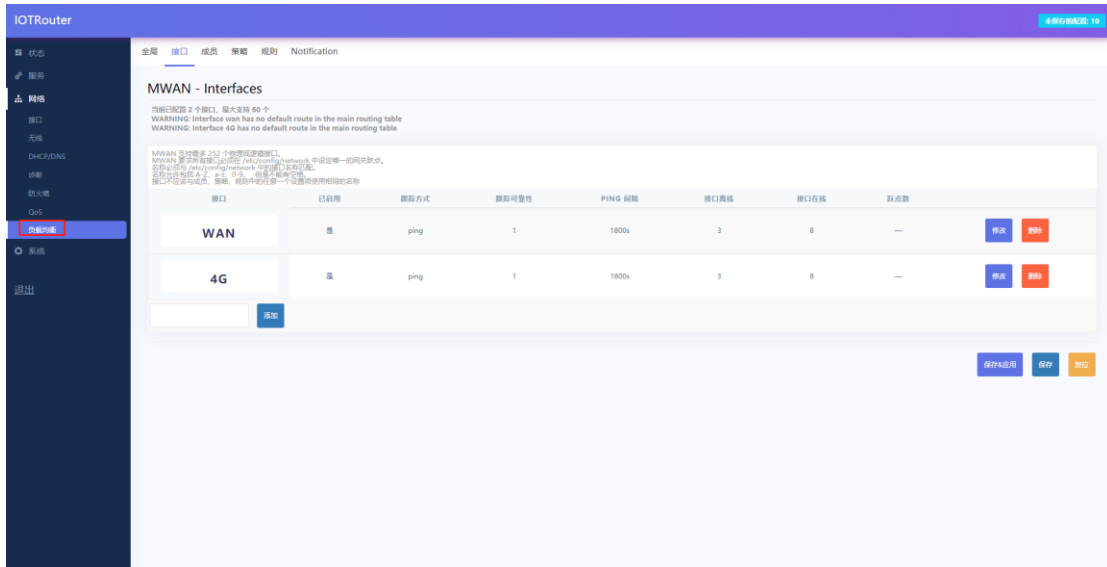 IOTRouter
未保存的配置: 10
状态
服务
网络
接口
无线
DHCP/DNS
诊断
防火墙
QoS
负载均衡
系统
退出
全局 接口 成员 策略 规则 Notification
MWAN - Interfaces
当前已配置 2 个接口，最大支持 60 个
WARNING: Interface wan has no default route in the main routing table
WARNING: Interface 4G has no default route in the main routing table
MWAN 支持最多 252 个物理或逻辑接口。
MWAN 要求所有接口必须在 /etc/config/network 中设定唯一的网关跃点。
名称必须与 /etc/config/network 中的接口名称匹配。
名称允许包括 A-Z、a-z、0-9、_ 但是不能有空格。
接口不应该与成员、策略、规则中的任意一个设置项使用相同的名称
接口 已启用 跟踪方式 跟踪可靠性 PING 间隔 接口离线 接口在线 跃点数
WAN 是 ping 1 1800s 3 8 — 修改 删除
4G 是 ping 1 1800s 3 8 — 修改 删除
添加
保存&应用 保存 复位